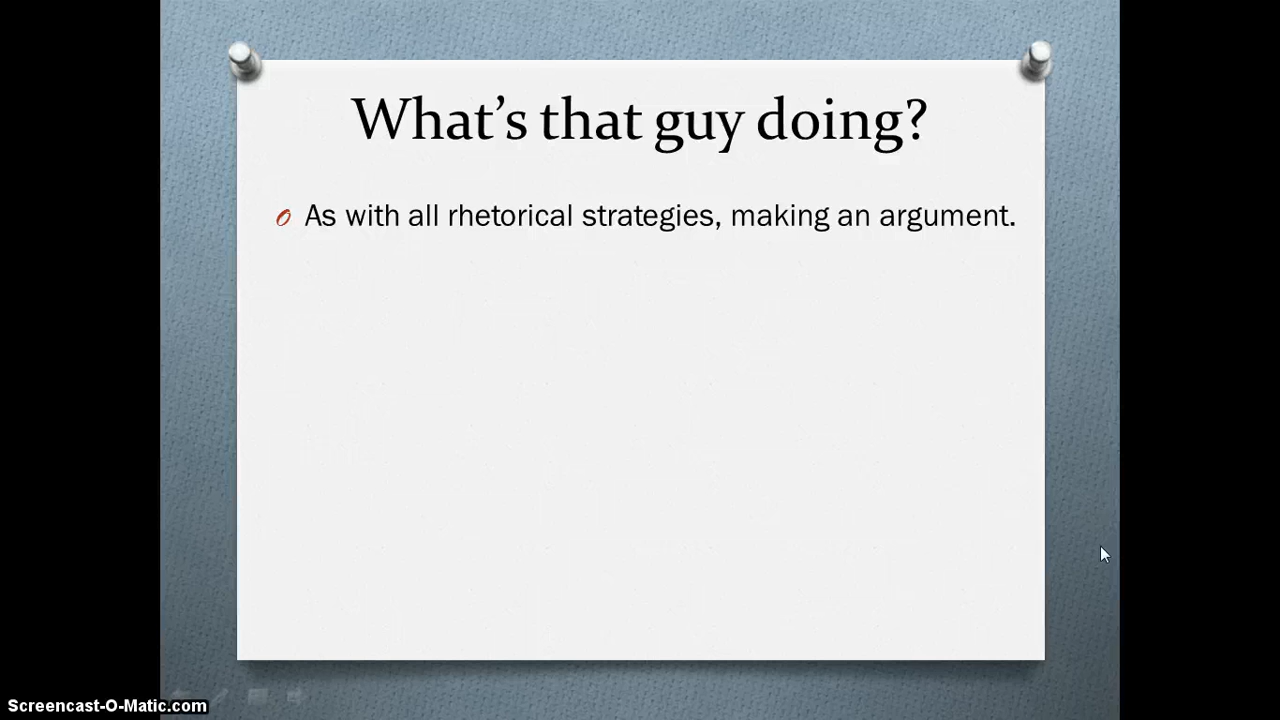 What's that guy doing?
As with all rhetorical strategies, making an argument.
Screencast-O-Matic.com